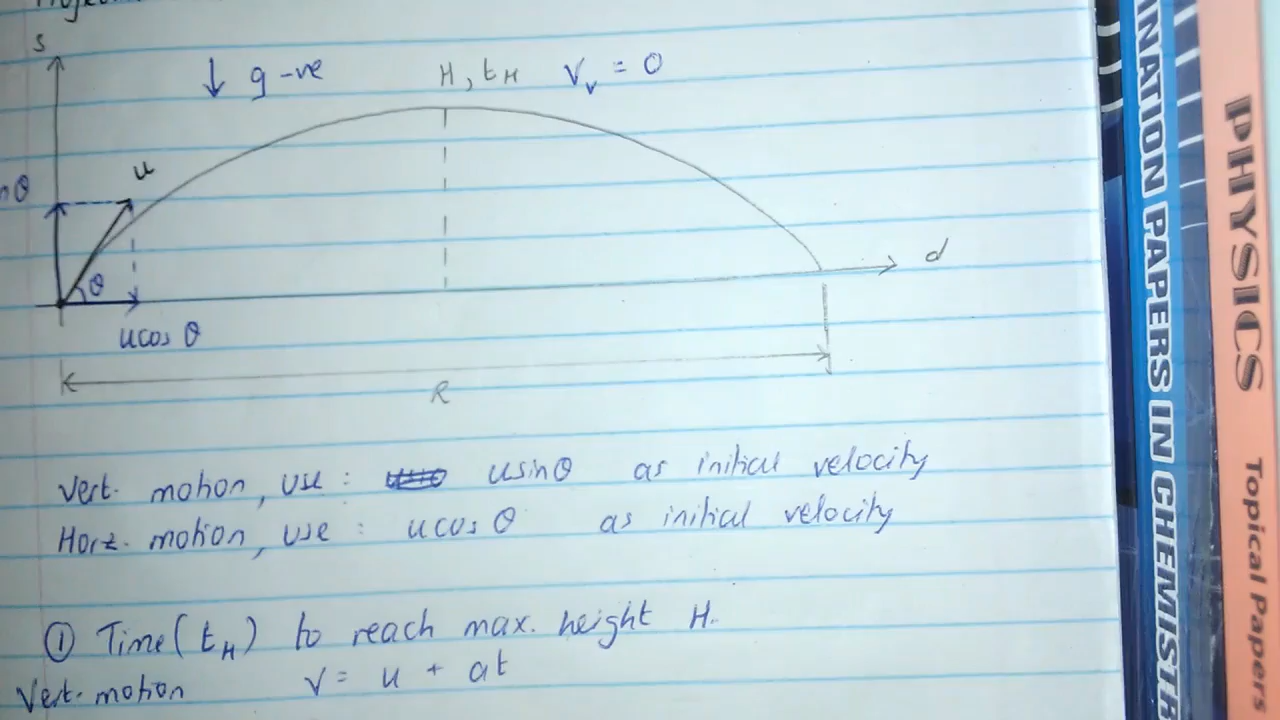 s
↓ g -ve
H, tH Vv = 0
u
θ
θ
ucos θ
d
R
Vert. motion, use : usinθ as initial velocity
Horz. motion, use : ucos θ as initial velocity
① Time(tH) to reach max. height H.
Vert. motion v = u + at
INATION PAPERS IN CHEMISTR
PHYSICS Topical Papers